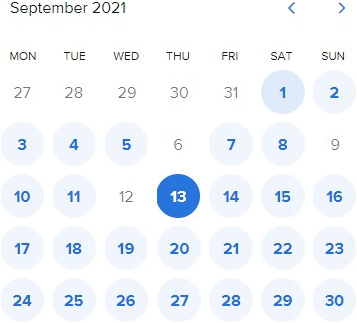 September 2021
MON TUE WED THU FRI SAT SUN
27 28 29 30 31 1 2
3 4 5 6 7 8 9
10 11 12 13 14 15 16
17 18 19 20 21 22 23
24 25 26 27 28 29 30